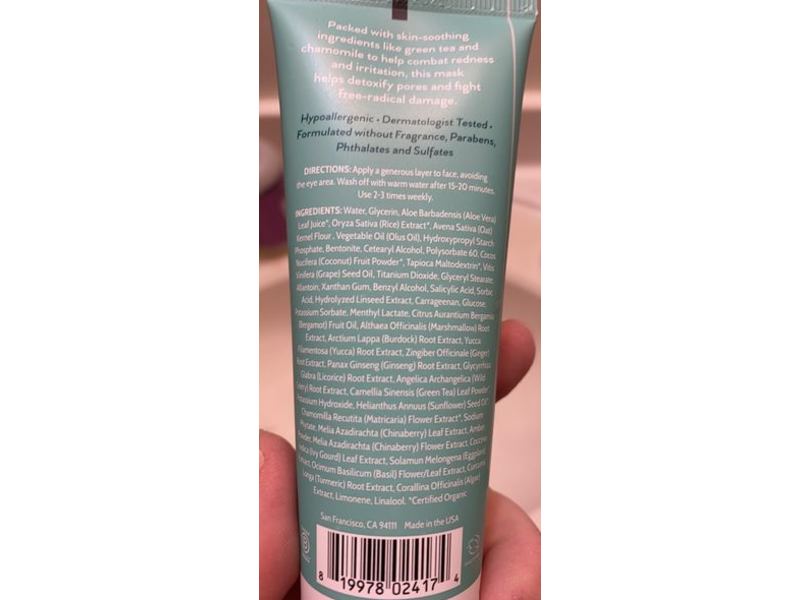 Packed with skin-soothing
ingredients like green tea and
chamomile to help combat redness
and irritation, this mask
helps detoxify pores and fight
free-radical damage.
Hypoallergenic • Dermatologist Tested •
Formulated without Fragrance, Parabens,
Phthalates and Sulfates
DIRECTIONS: Apply a generous layer to face, avoiding
the eye area. Wash off with warm water after 15-20 minutes.
Use 2-3 times weekly.
INGREDIENTS: Water, Glycerin, Aloe Barbadensis (Aloe Vera)
Leaf Juice*, Oryza Sativa (Rice) Extract*, Avena Sativa (Oat)
Kernel Flour, Vegetable Oil (Olus Oil), Hydroxypropyl Starch
Phosphate, Bentonite, Cetearyl Alcohol, Polysorbate 60, Cocos
Nucifera (Coconut) Fruit Powder*, Tapioca Maltodextrin*, Vitis
Vinifera (Grape) Seed Oil, Titanium Dioxide, Glyceryl Stearate,
Allantoin, Xanthan Gum, Benzyl Alcohol, Salicylic Acid, Sorbic
Acid, Hydrolyzed Linseed Extract, Carrageenan, Glucose,
Potassium Sorbate, Menthyl Lactate, Citrus Aurantium Bergamia
(Bergamot) Fruit Oil, Althaea Officinalis (Marshmallow) Root
Extract, Arctium Lappa (Burdock) Root Extract, Yucca
Filamentosa (Yucca) Root Extract, Zingiber Officinale (Ginger)
Root Extract, Panax Ginseng (Ginseng) Root Extract, Glycyrrhiza
Glabra (Licorice) Root Extract, Angelica Archangelica (Wild
Celery) Root Extract, Camellia Sinensis (Green Tea) Leaf Powder*,
Potassium Hydroxide, Helianthus Annuus (Sunflower) Seed Oil*,
Chamomilla Recutita (Matricaria) Flower Extract*, Sodium
Phytate, Melia Azadirachta (Chinaberry) Leaf Extract, Amber
Powder, Melia Azadirachta (Chinaberry) Flower Extract, Coccinia
Indica (Ivy Gourd) Leaf Extract, Solamun Melongena (Eggplant)
Extract, Ocimum Basilicum (Basil) Flower/Leaf Extract, Curcuma
Longa (Turmeric) Root Extract, Corallina Officinalis (Algae)
Extract, Limonene, Linalool. *Certified Organic
San Francisco, CA 94111 Made in the USA
8 19978 02417 4